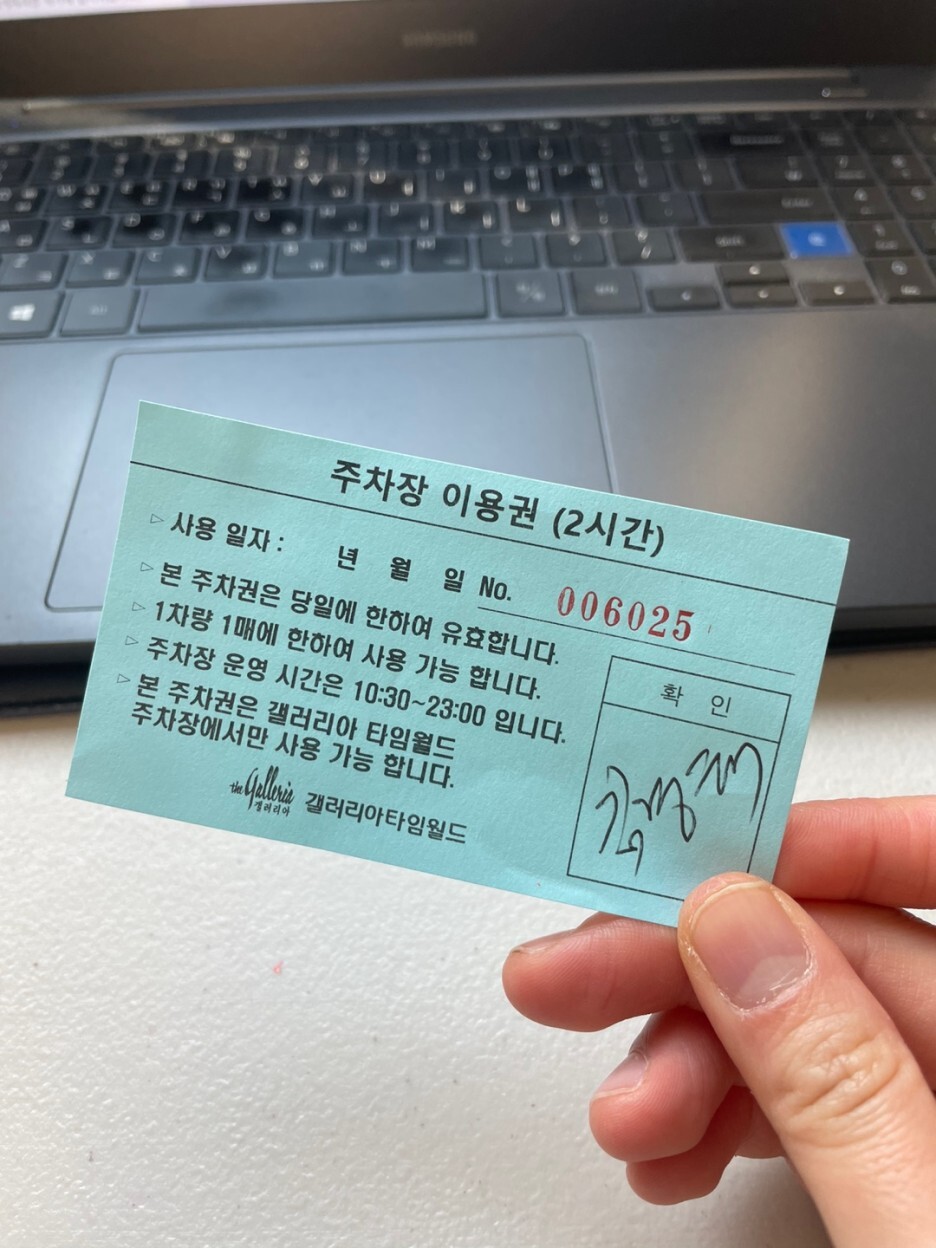 SAMSUNG
주차장 이용권 (2시간)
▷ 사용 일자 : 년 월 일 No. 006025
▷ 본 주차권은 당일에 한하여 유효합니다.
▷ 1차량 1매에 한하여 사용 가능 합니다.
▷ 주차장 운영 시간은 10:30~23:00 입니다.
▷ 본 주차권은 갤러리아 타임월드
주차장에서만 사용 가능 합니다.
the Galleria
갤러리아
갤러리아타임월드
확 인